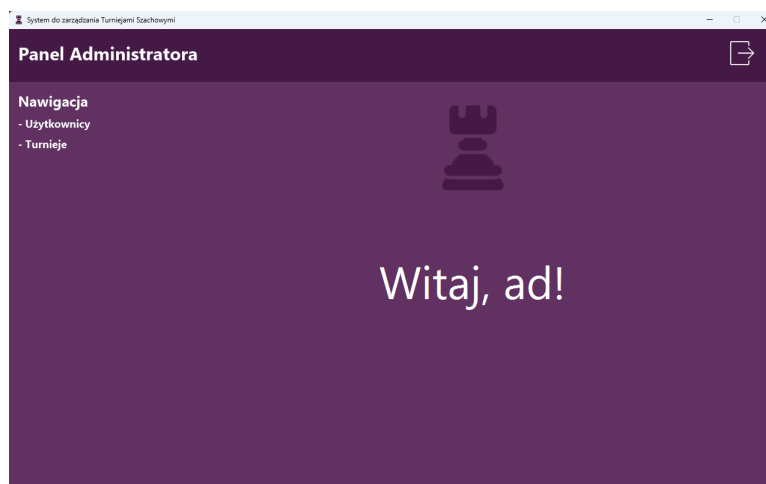 System do zarządzania Turniejami Szachowymi
Panel Administratora
Nawigacja
- Użytkownicy
- Turnieje
Witaj, ad!